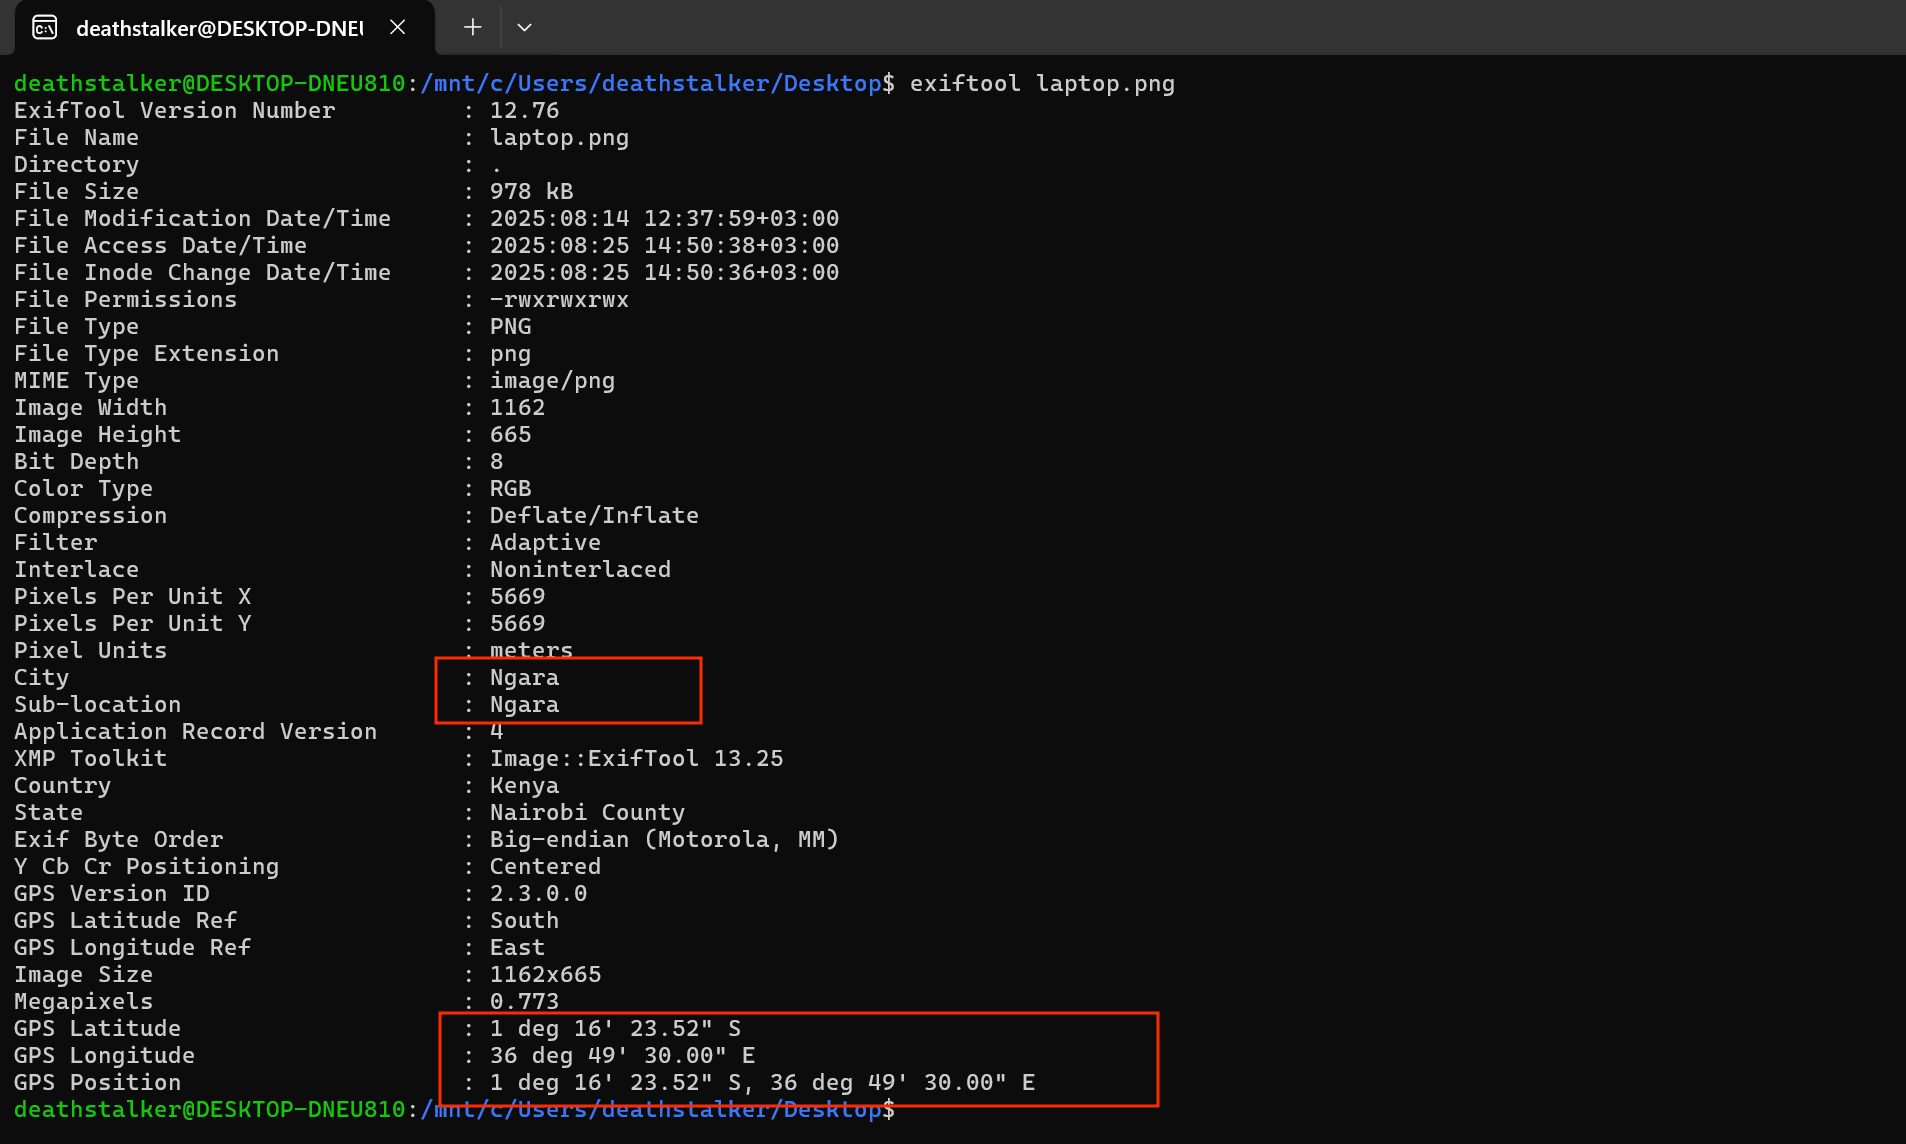 deathstalker@DESKTOP-DNEU
deathstalker@DESKTOP-DNEU810:/mnt/c/Users/deathstalker/Desktop$ exiftool laptop.png
ExifTool Version Number : 12.76
File Name : laptop.png
Directory : .
File Size : 978 kB
File Modification Date/Time : 2025:08:14 12:37:59+03:00
File Access Date/Time : 2025:08:25 14:50:38+03:00
File Inode Change Date/Time : 2025:08:25 14:50:36+03:00
File Permissions : -rwxrwxrwx
File Type : PNG
File Type Extension : png
MIME Type : image/png
Image Width : 1162
Image Height : 665
Bit Depth : 8
Color Type : RGB
Compression : Deflate/Inflate
Filter : Adaptive
Interlace : Noninterlaced
Pixels Per Unit X : 5669
Pixels Per Unit Y : 5669
Pixel Units : meters
City : Ngara
Sub-location : Ngara
Application Record Version : 4
XMP Toolkit : Image::ExifTool 13.25
Country : Kenya
State : Nairobi County
Exif Byte Order : Big-endian (Motorola, MM)
Y Cb Cr Positioning : Centered
GPS Version ID : 2.3.0.0
GPS Latitude Ref : South
GPS Longitude Ref : East
Image Size : 1162x665
Megapixels : 0.773
GPS Latitude : 1 deg 16' 23.52" S
GPS Longitude : 36 deg 49' 30.00" E
GPS Position : 1 deg 16' 23.52" S, 36 deg 49' 30.00" E
deathstalker@DESKTOP-DNEU810:/mnt/c/Users/deathstalker/Desktop$